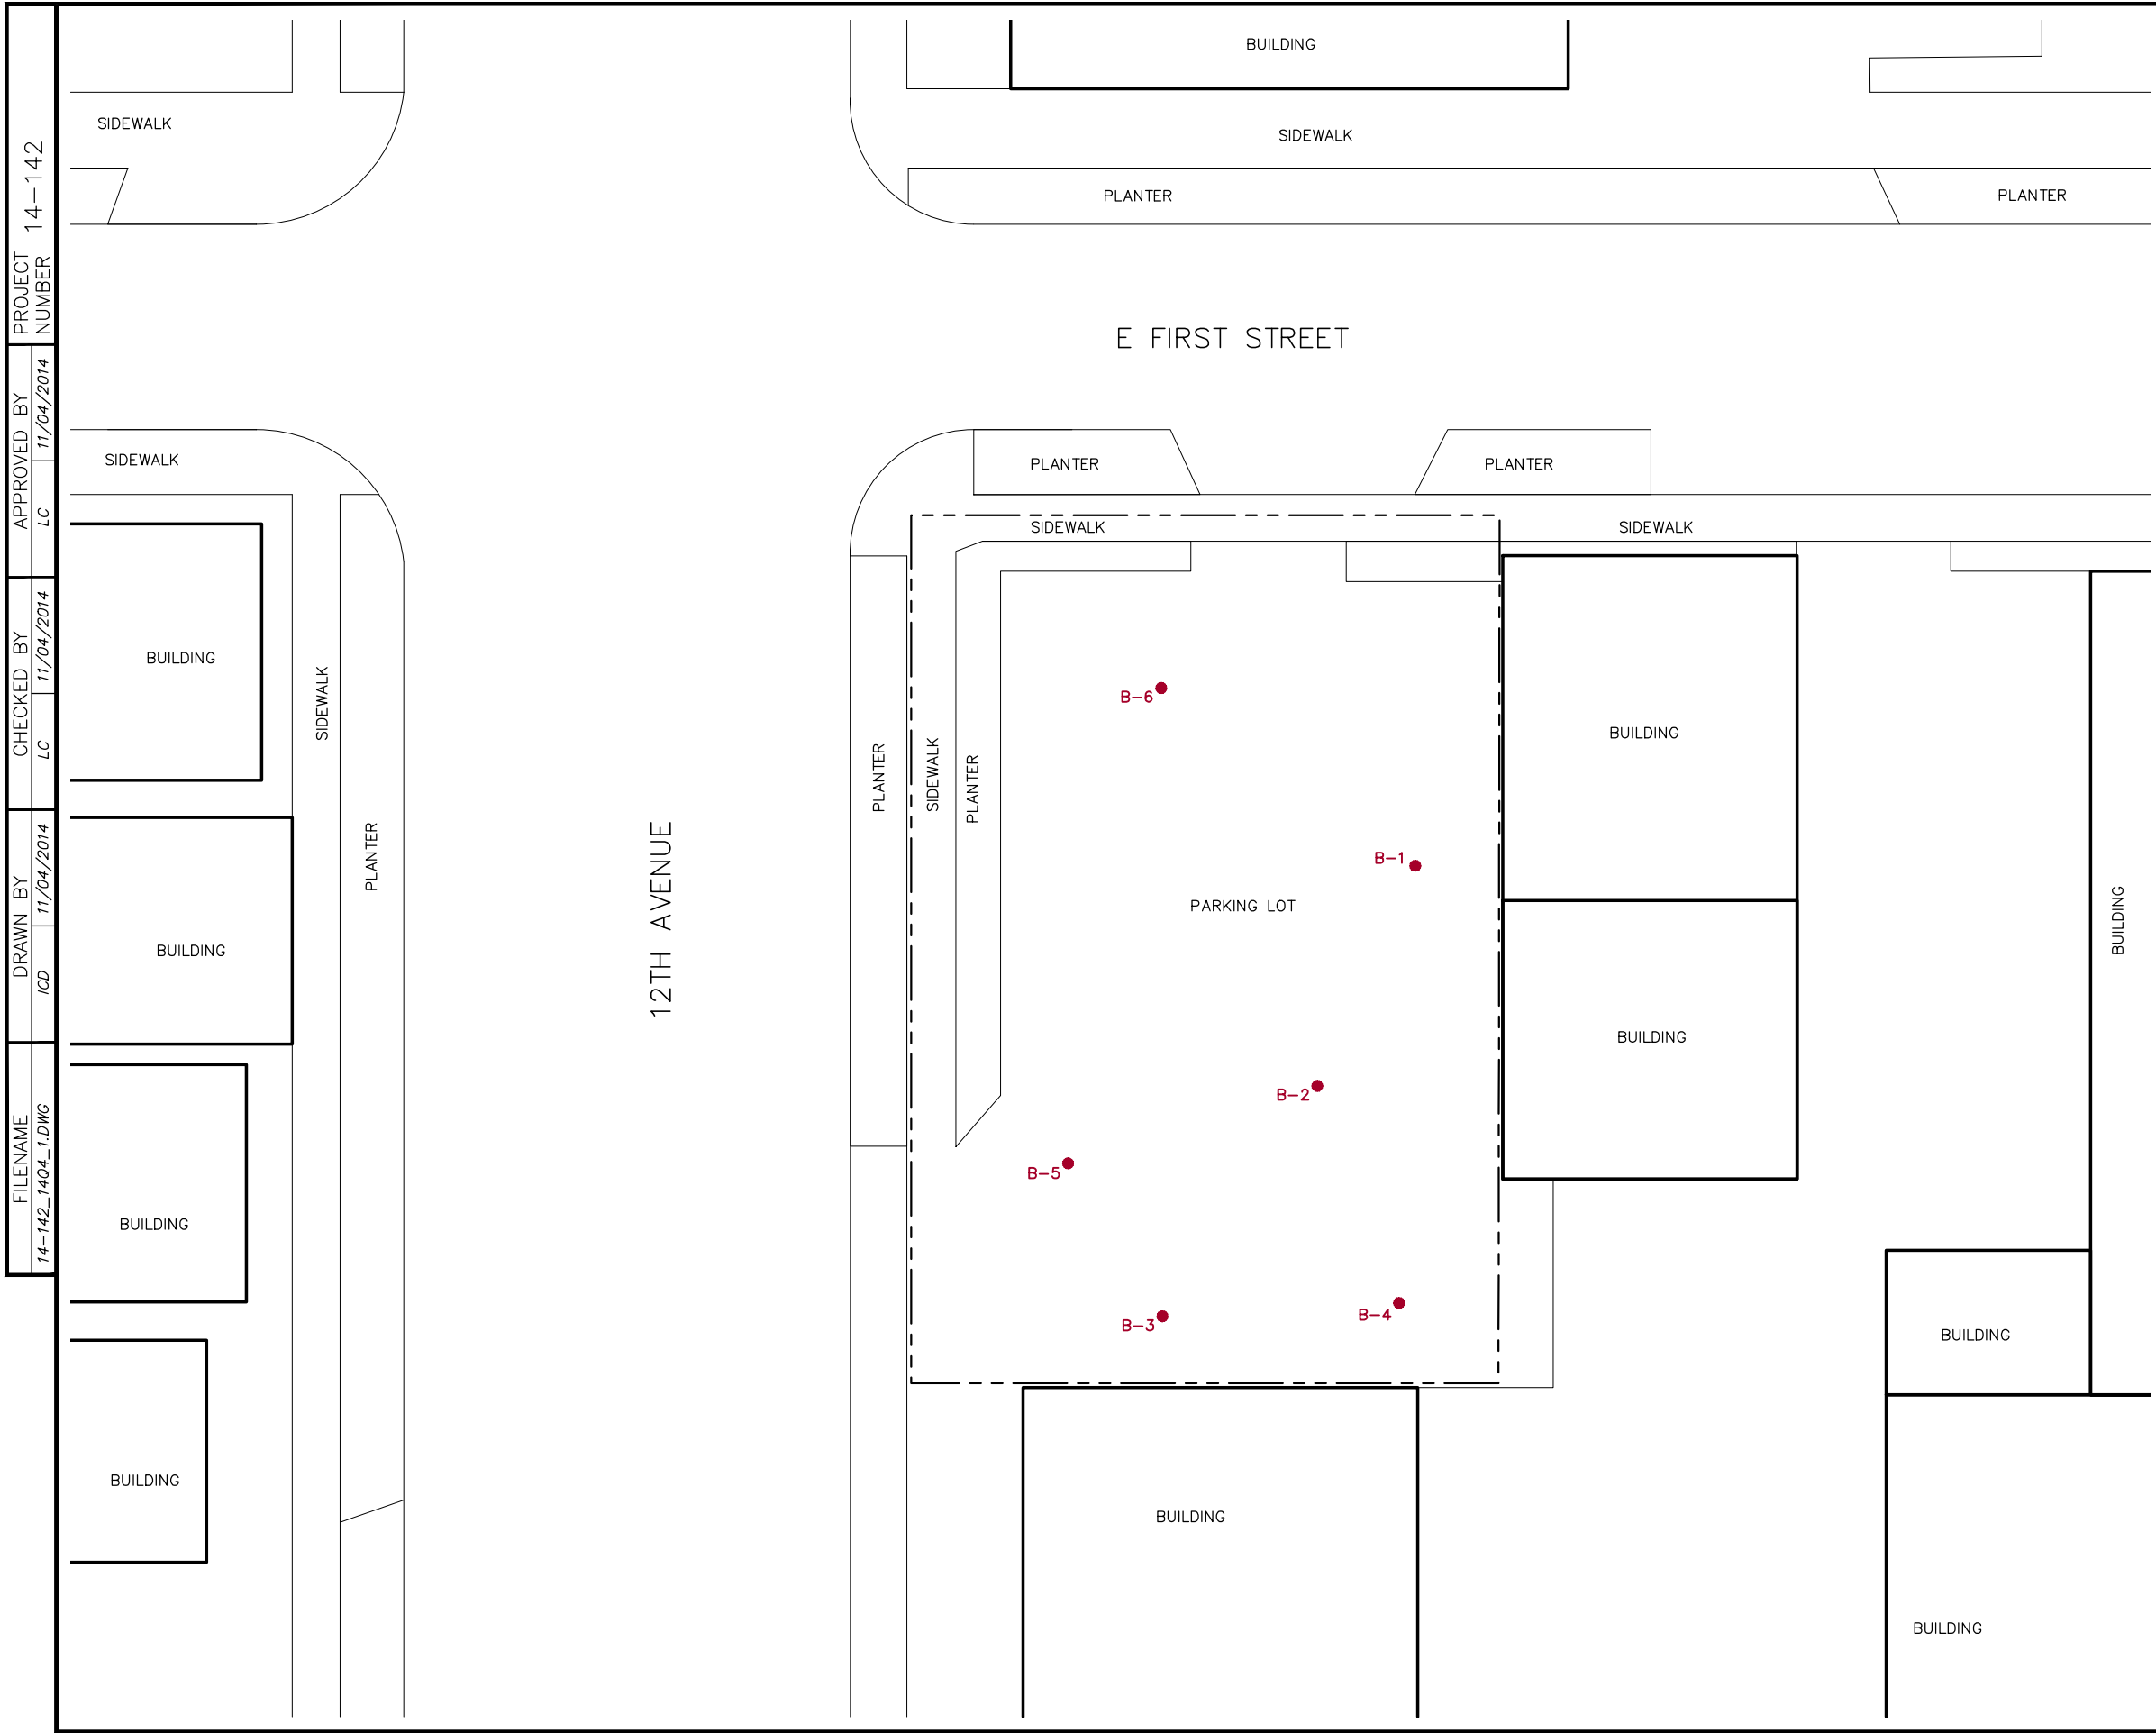 PROJECT
NUMBER
14-142
APPROVED BY
LC
11/04/2014
CHECKED BY
LC
11/04/2014
DRAWN BY
ICD
11/04/2014
FILENAME
14-142_14Q4_1.DWG
BUILDING
SIDEWALK
SIDEWALK
PLANTER
PLANTER
E FIRST STREET
SIDEWALK
PLANTER
PLANTER
SIDEWALK
SIDEWALK
BUILDING
SIDEWALK
B-6
BUILDING
PLANTER
SIDEWALK
PLANTER
PLANTER
B-1
PARKING LOT
12TH AVENUE
BUILDING
BUILDING
BUILDING
B-2
B-5
BUILDING
B-3
B-4
BUILDING
BUILDING
BUILDING
BUILDING